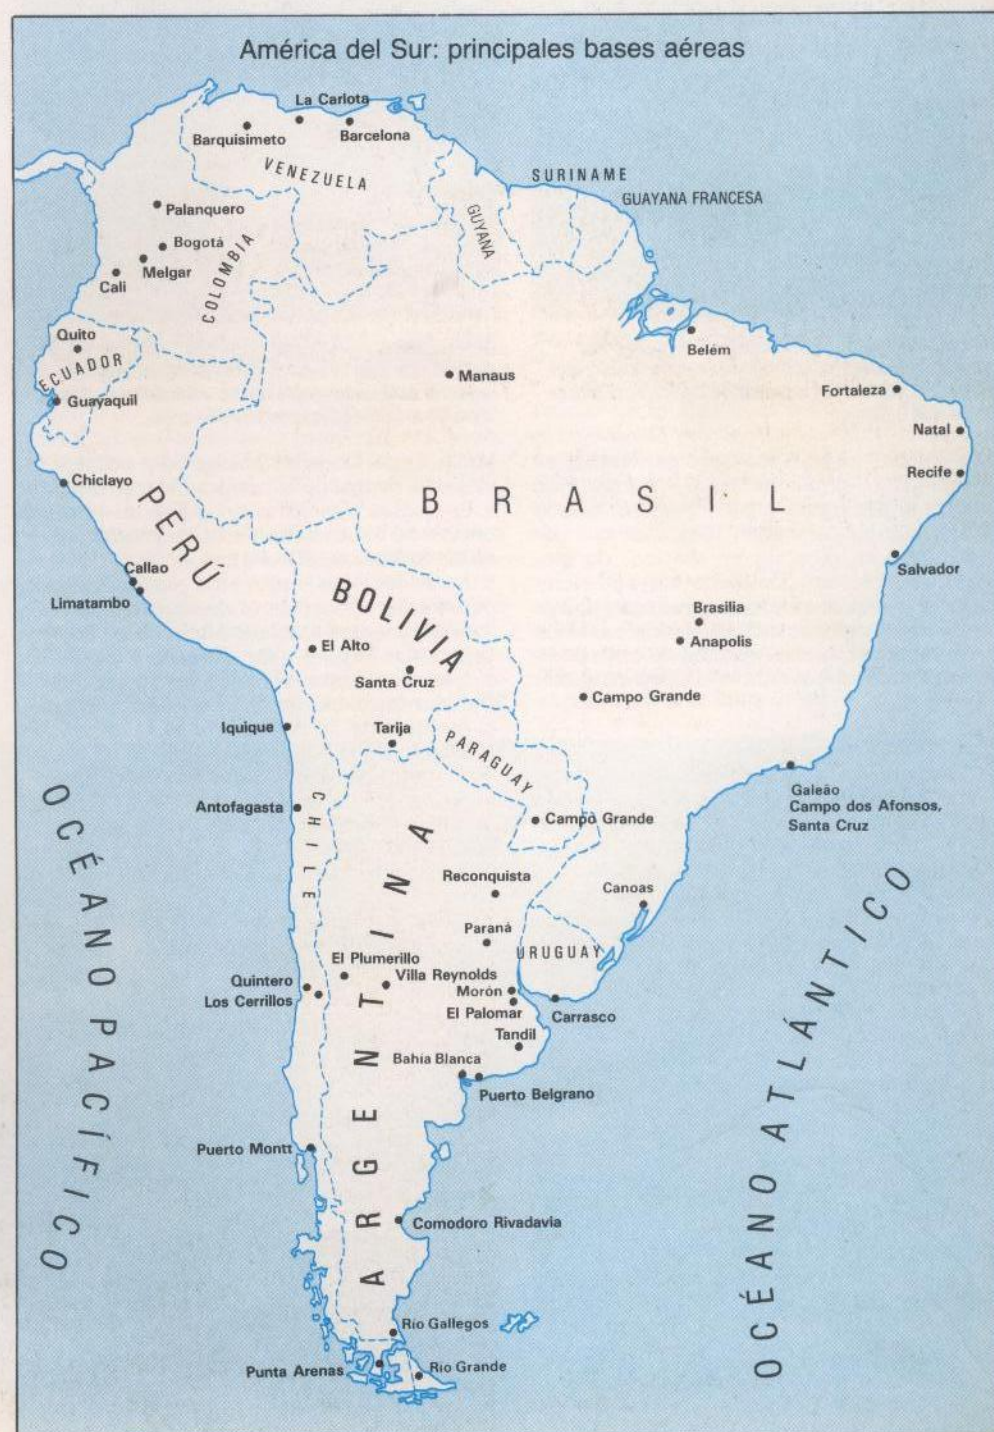 América del Sur: principales bases aéreas
La Carlota
Barquisimeto
Barcelona
VENEZUELA
SURINAME
GUAYANA FRANCESA
GUYANA
Palanquero
Bogotá
Melgar
Cali
COLOMBIA
Quito
ECUADOR
Guayaquil
Belém
Manaus
Fortaleza
Natal
Recife
Chiclayo
PERÚ
BRASIL
Callao
Limatambo
Salvador
BOLIVIA
Brasilia
Anapolis
El Alto
Santa Cruz
Campo Grande
Iquique
Tarija
PARAGUAY
Galeão
Campo dos Afonsos,
Santa Cruz
Antofagasta
CHILE
Campo Grande
Reconquista
Canoas
Paraná
URUGUAY
El Plumerillo
Villa Reynolds
Quintero
Los Cerrillos
Morón
El Palomar
Carrasco
Tandil
Bahía Blanca
Puerto Belgrano
ARGENTINA
Puerto Montt
Comodoro Rivadavia
Río Gallegos
Punta Arenas
Río Grande
OCÉANO PACÍFICO
OCÉANO ATLÁNTICO